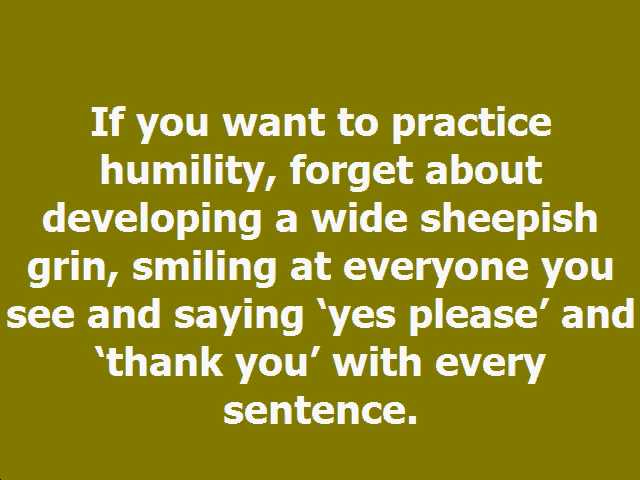 If you want to practice
humility, forget about
developing a wide sheepish
grin, smiling at everyone you
see and saying ‘yes please’ and
‘thank you’ with every
sentence.